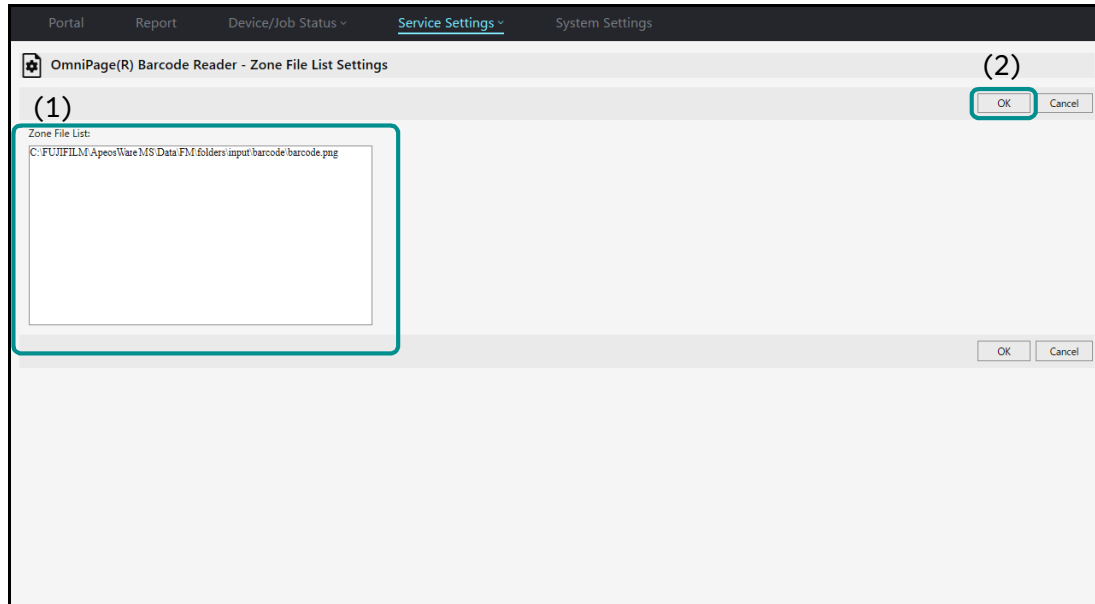 Portal Report Device/Job Status Service Settings System Settings
OmniPage(R) Barcode Reader - Zone File List Settings
(2)
OK Cancel
(1)
Zone File List:
C:\FUJIFILM\ApeosWare MS\Data\FM\folders\input\barcode\barcode.png
OK Cancel